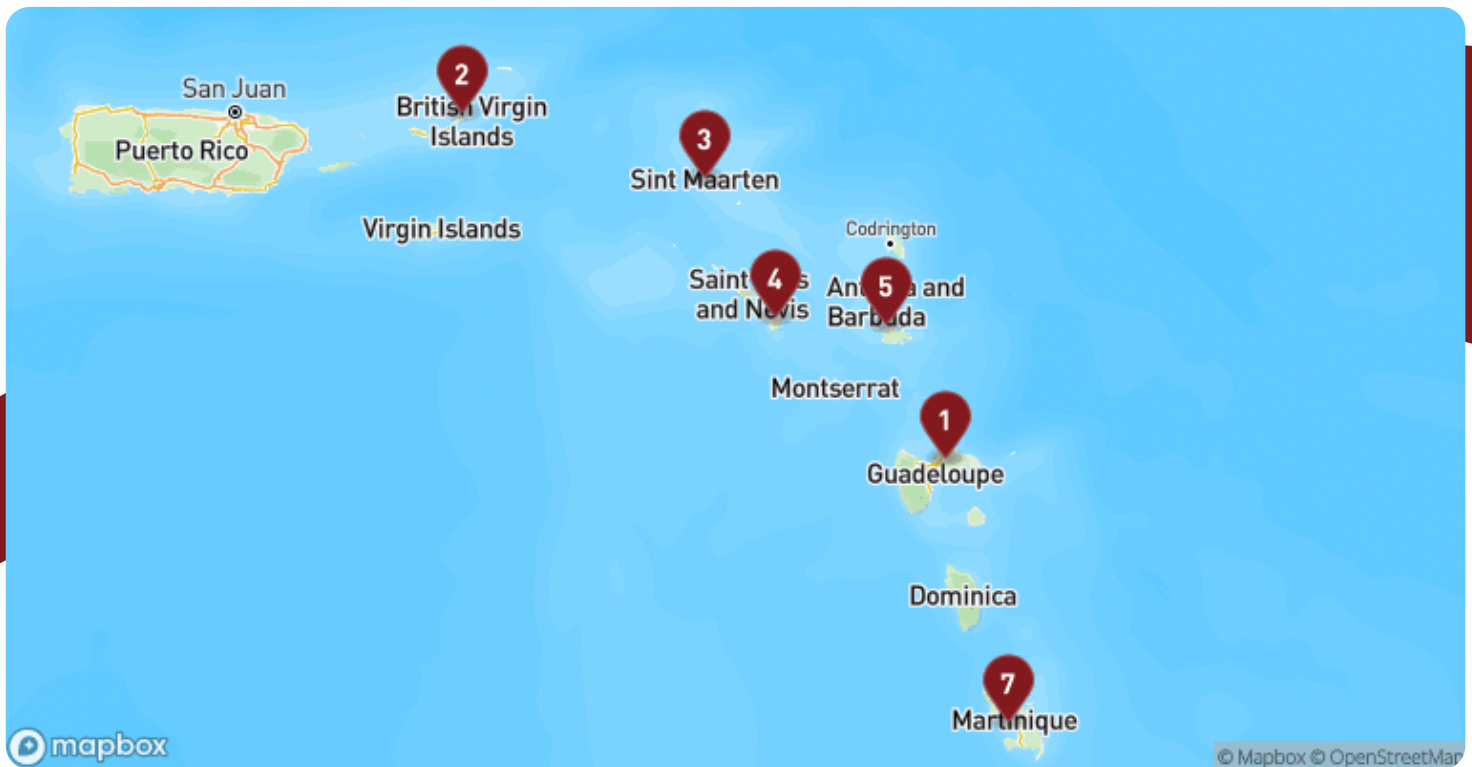 2
San Juan
British Virgin
Islands
3
Puerto Rico
Sint Maarten
Virgin Islands
Codrington
4
Saint
and Nevis
5
and
Barbuda
Montserrat
1
Guadeloupe
Dominica
7
Martinique
mapbox
© Mapbox © OpenStreetMap